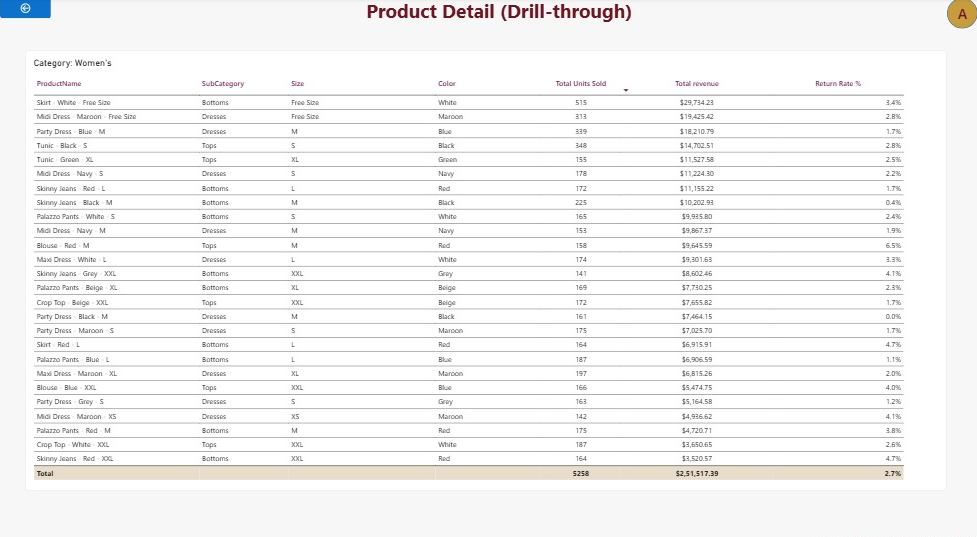 Product Detail (Drill-through)
A
Category: Women's
ProductName SubCategory Size Color Total Units Sold Total revenue Return Rate %
Skirt - White - Free Size Bottoms Free Size White 515 $29,734.23 3.4%
Midi Dress - Maroon - Free Size Dresses Free Size Maroon 313 $19,425.42 2.8%
Party Dress - Blue - M Dresses M Blue 339 $18,210.79 1.7%
Tunic - Black - S Tops S Black 348 $14,702.51 2.8%
Tunic - Green - XL Tops XL Green 155 $11,527.58 2.5%
Midi Dress - Navy - S Dresses S Navy 178 $11,224.30 2.2%
Skinny Jeans - Red - L Bottoms L Red 172 $11,155.22 1.7%
Skinny Jeans - Black - M Bottoms M Black 225 $10,202.93 0.4%
Palazzo Pants - White - S Bottoms S White 165 $9,935.80 2.4%
Midi Dress - Navy - M Dresses M Navy 153 $9,867.37 1.9%
Blouse - Red - M Tops M Red 158 $9,645.59 6.5%
Maxi Dress - White - L Dresses L White 174 $9,301.63 3.3%
Skinny Jeans - Grey - XXL Bottoms XXL Grey 141 $8,602.46 4.1%
Palazzo Pants - Beige - XL Bottoms XL Beige 169 $7,730.25 2.3%
Crop Top - Beige - XXL Tops XXL Beige 172 $7,655.82 1.7%
Party Dress - Black - M Dresses M Black 161 $7,464.15 0.0%
Party Dress - Maroon - S Dresses S Maroon 175 $7,025.70 1.7%
Skirt - Red - L Bottoms L Red 164 $6,915.91 4.7%
Palazzo Pants - Blue - L Bottoms L Blue 187 $6,906.59 1.1%
Maxi Dress - Maroon - XL Dresses XL Maroon 197 $6,815.26 2.0%
Blouse - Blue - XXL Tops XXL Blue 166 $5,474.75 4.0%
Party Dress - Grey - S Dresses S Grey 163 $5,164.58 1.2%
Midi Dress - Maroon - XS Dresses XS Maroon 142 $4,936.62 4.1%
Palazzo Pants - Red - M Bottoms M Red 175 $4,720.71 3.8%
Crop Top - White - XXL Tops XXL White 187 $3,650.65 2.6%
Skinny Jeans - Red - XXL Bottoms XXL Red 164 $3,520.57 4.7%
Total 5258 $2,51,517.39 2.7%